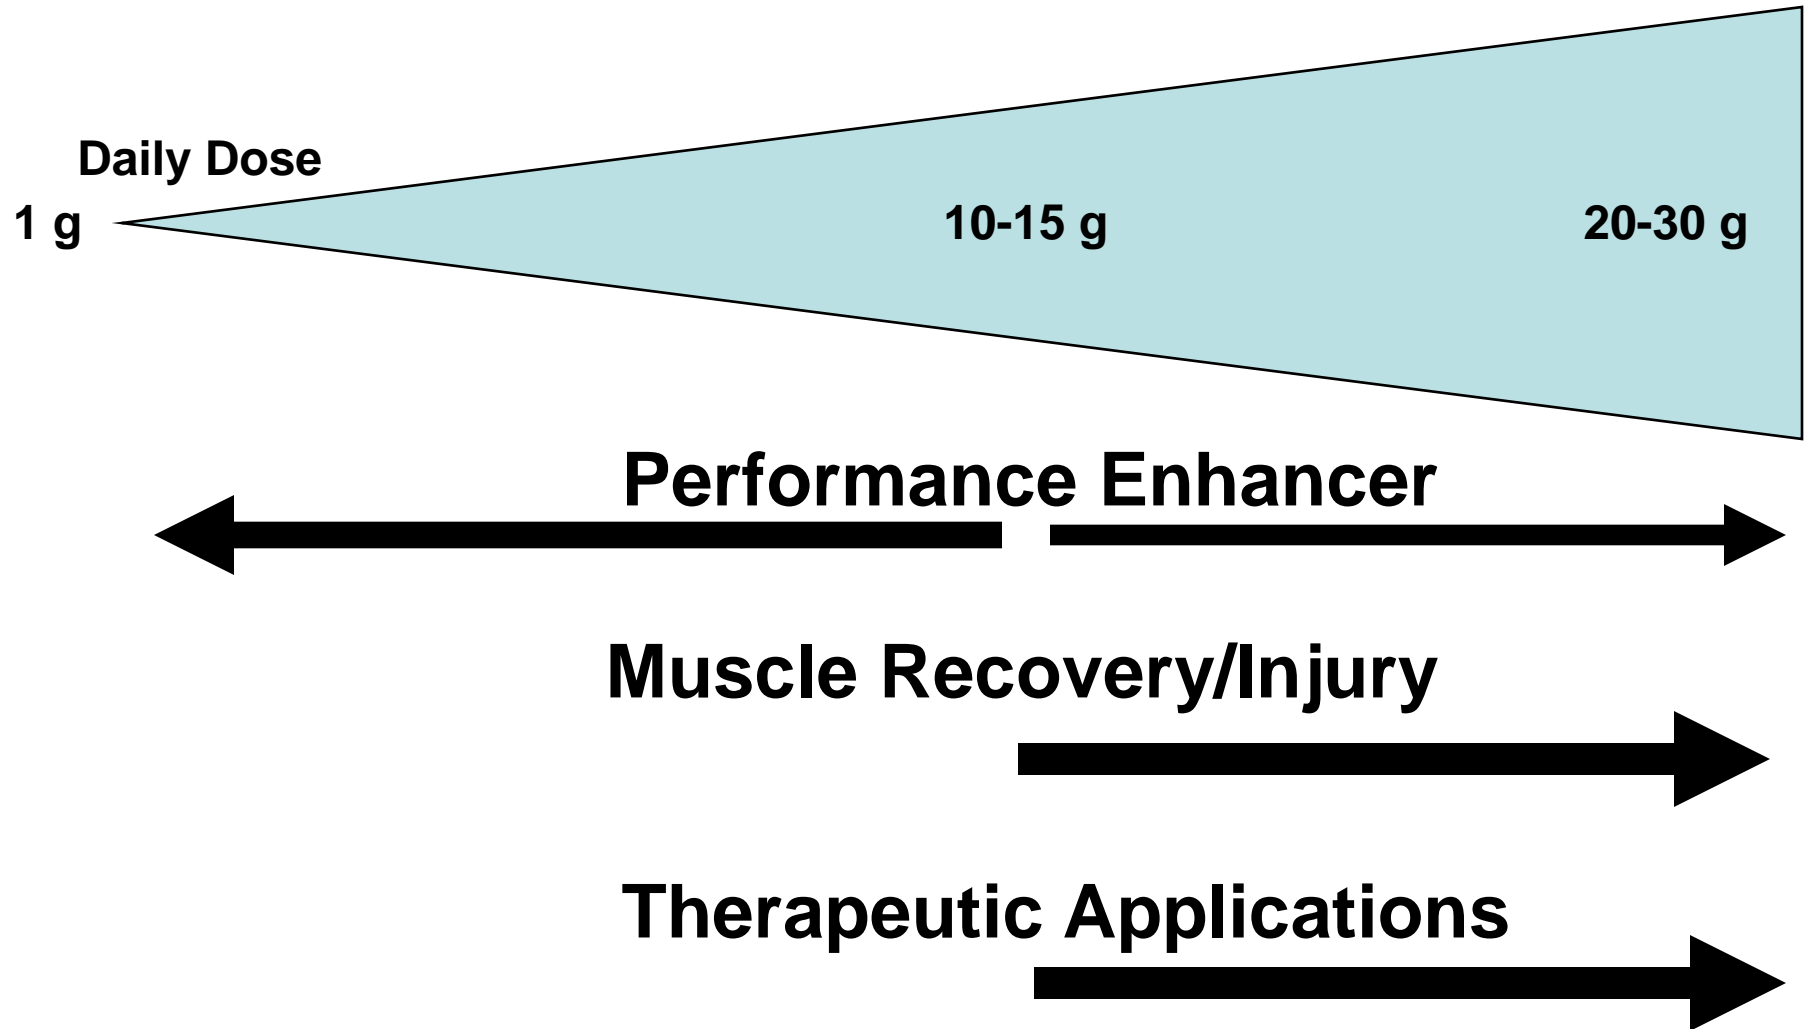 Daily Dose
1 g
10-15 g
20-30 g
Performance Enhancer
Muscle Recovery/Injury
Therapeutic Applications